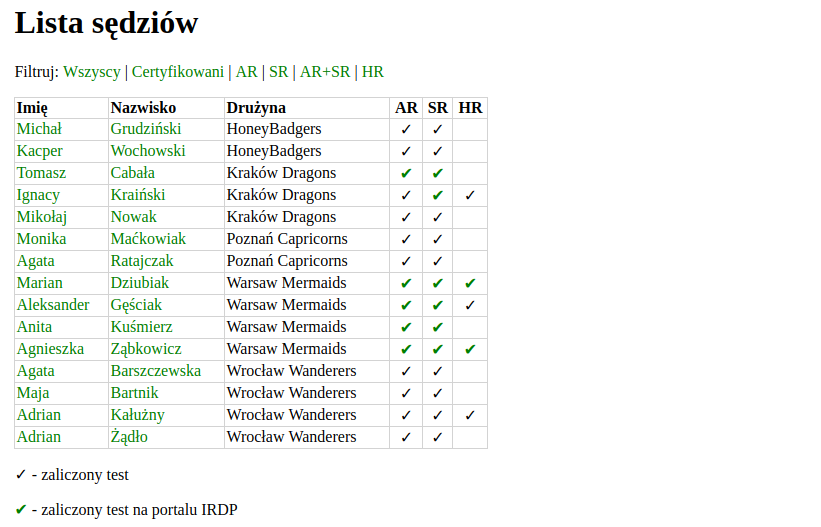 Lista sędziów
Filtruj: Wszyscy | Certyfikowani | AR | SR | AR+SR | HR
Imię Nazwisko Drużyna AR SR HR
Michał Grudziński HoneyBadgers ✓ ✓
Kacper Wochowski HoneyBadgers ✓ ✓
Tomasz Cabała Kraków Dragons ✔ ✔
Ignacy Kraiński Kraków Dragons ✓ ✔ ✓
Mikołaj Nowak Kraków Dragons ✓ ✓
Monika Maćkowiak Poznań Capricorns ✓ ✓
Agata Ratajczak Poznań Capricorns ✓ ✓
Marian Dziubiak Warsaw Mermaids ✔ ✔ ✔
Aleksander Gęściak Warsaw Mermaids ✔ ✔ ✓
Anita Kuśmierz Warsaw Mermaids ✔ ✔
Agnieszka Ząbkowicz Warsaw Mermaids ✔ ✔ ✔
Agata Barszczewska Wrocław Wanderers ✓ ✓
Maja Bartnik Wrocław Wanderers ✓ ✓
Adrian Kałużny Wrocław Wanderers ✓ ✓ ✓
Adrian Żądło Wrocław Wanderers ✓ ✓
✓ - zaliczony test
✔ - zaliczony test na portalu IRDP